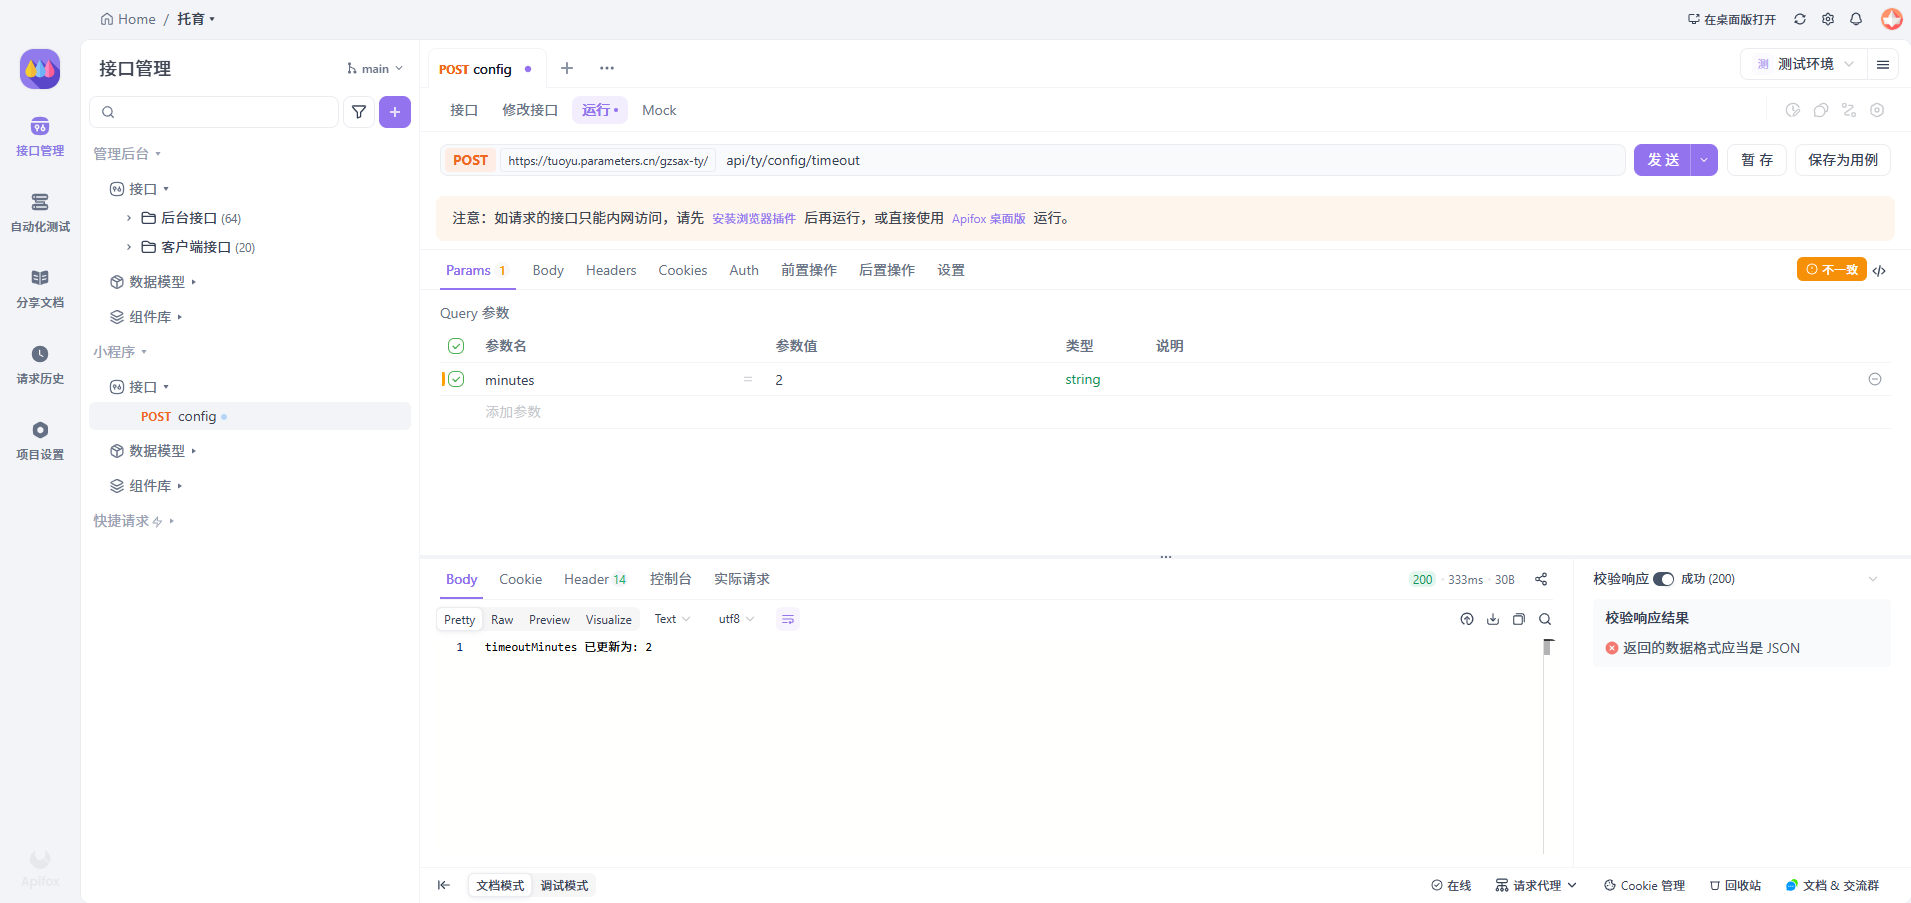 Home / 托育
在桌面版打开
接口管理
自动化测试
分享文档
请求历史
项目设置
Apifox
接口管理
main
管理后台
接口
后台接口 (64)
客户端接口 (20)
数据模型
组件库
小程序
接口
POST config
数据模型
组件库
快捷请求
POST config
测 测试环境
接口 修改接口 运行 Mock
POST https://tuoyu.parameters.cn/gzsax-ty/ api/ty/config/timeout
发 送 暂 存 保存为用例
注意：如请求的接口只能内网访问，请先 安装浏览器插件 后再运行，或直接使用 Apifox 桌面版 运行。
Params 1 Body Headers Cookies Auth 前置操作 后置操作 设置
不一致
Query 参数
参数名 参数值 类型 说明
minutes = 2 string
添加参数
Body Cookie Header 14 控制台 实际请求
200 333ms 30B
Pretty Raw Preview Visualize Text utf8
1 timeoutMinutes 已更新为: 2
校验响应 成功 (200)
校验响应结果
返回的数据格式应当是 JSON
文档模式 调试模式
在线 请求代理 Cookie 管理 回收站 文档 & 交流群